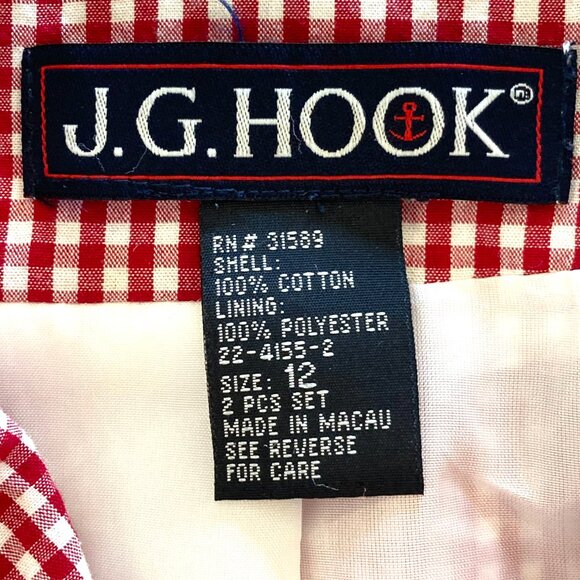 J.G.HOOK®
RN# 31589
SHELL:
100% COTTON
LINING:
100% POLYESTER
22-4155-2
SIZE: 12
2 PCS SET
MADE IN MACAU
SEE REVERSE
FOR CARE